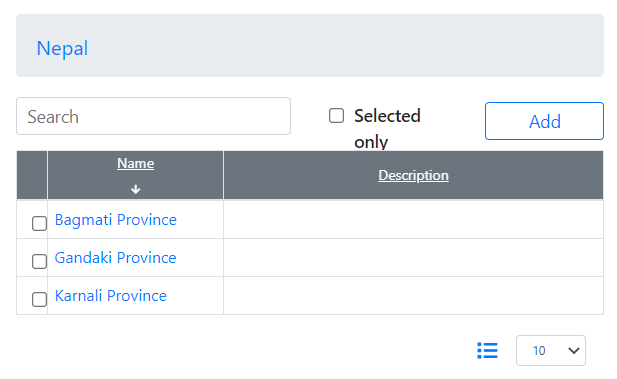 Nepal
Search
Selected
only
Add
Name
Description
Bagmati Province
Gandaki Province
Karnali Province
10